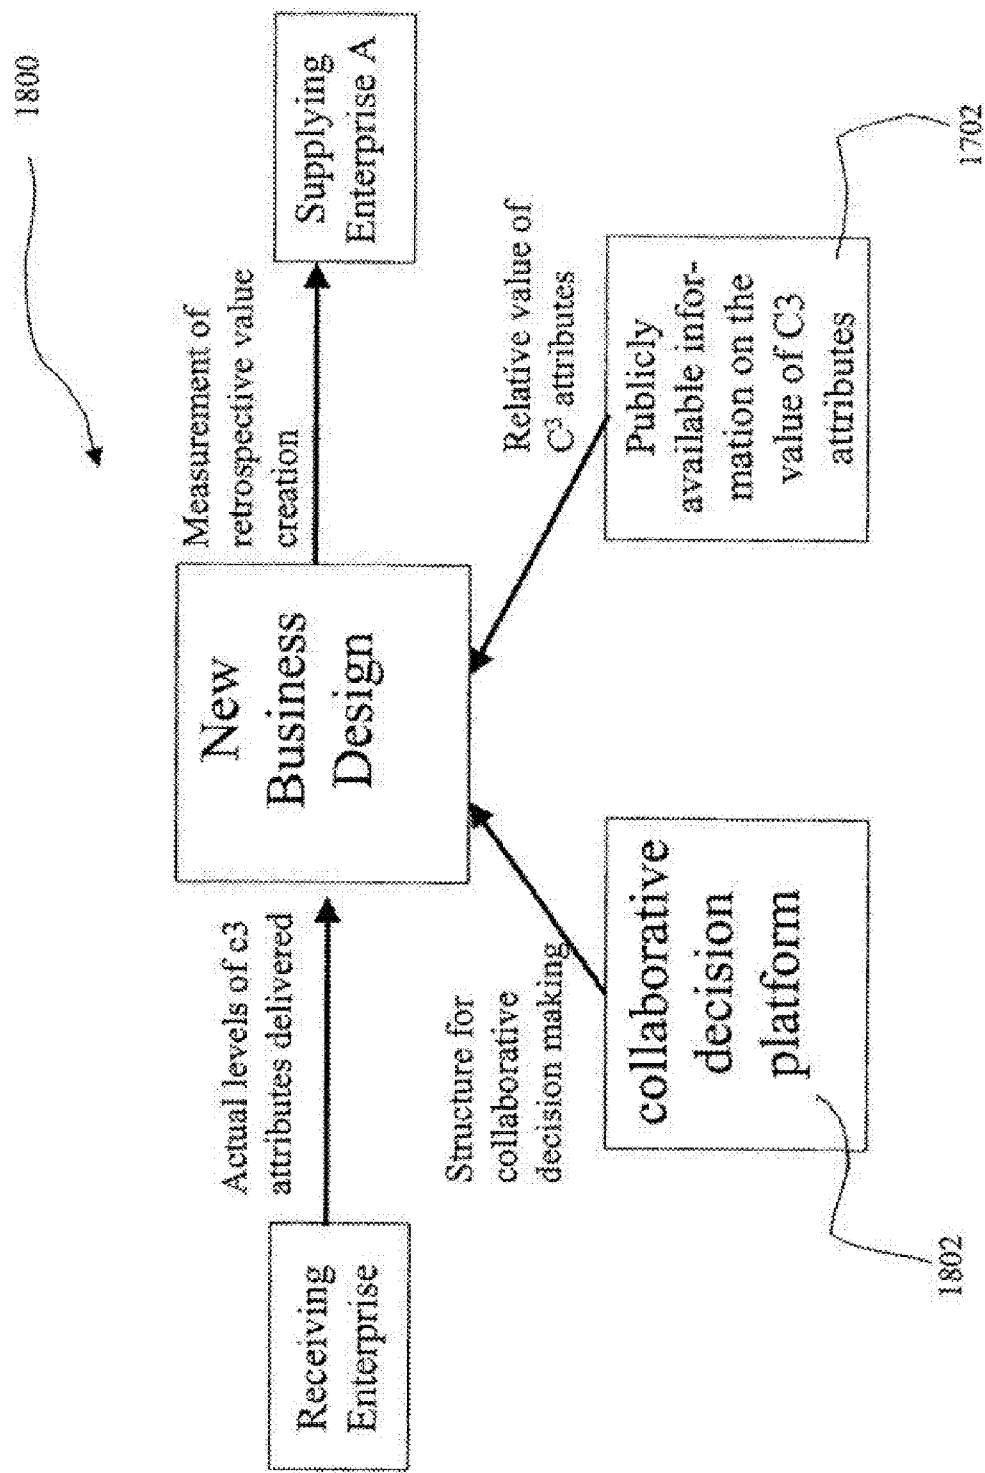 1800
Receiving
Enterprise
Actual levels of c3
attributes delivered
New
Business
Design
Measurement of
retrospective value
creation
Supplying
Enterprise A
Structure for
collaborative
decision making
Relative value of
C³ attributes
collaborative
decision
platform
1802
Publicly
available infor-
mation on the
value of C3
attributes
1702